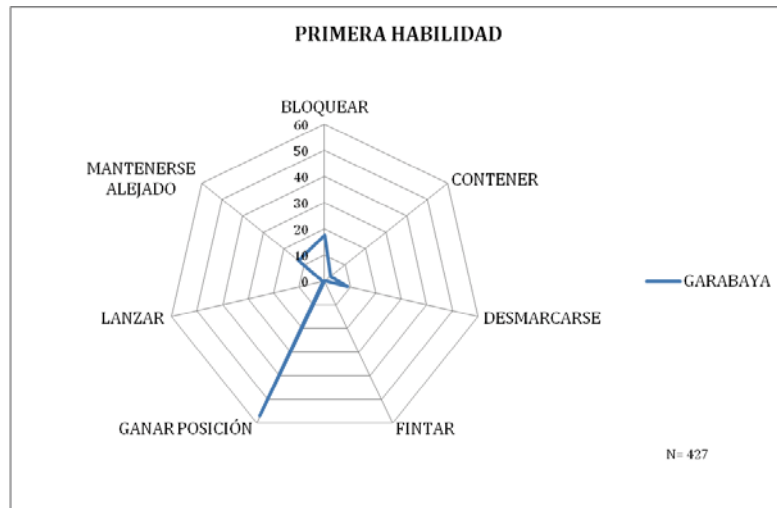 PRIMERA HABILIDAD
BLOQUEAR
60
50
40
30
20
10
0
MANTENERSE
ALEJADO
CONTENER
LANZAR
DESMARCARSE
GANAR POSICIÓN
FINTAR
GARABAYA
N= 427